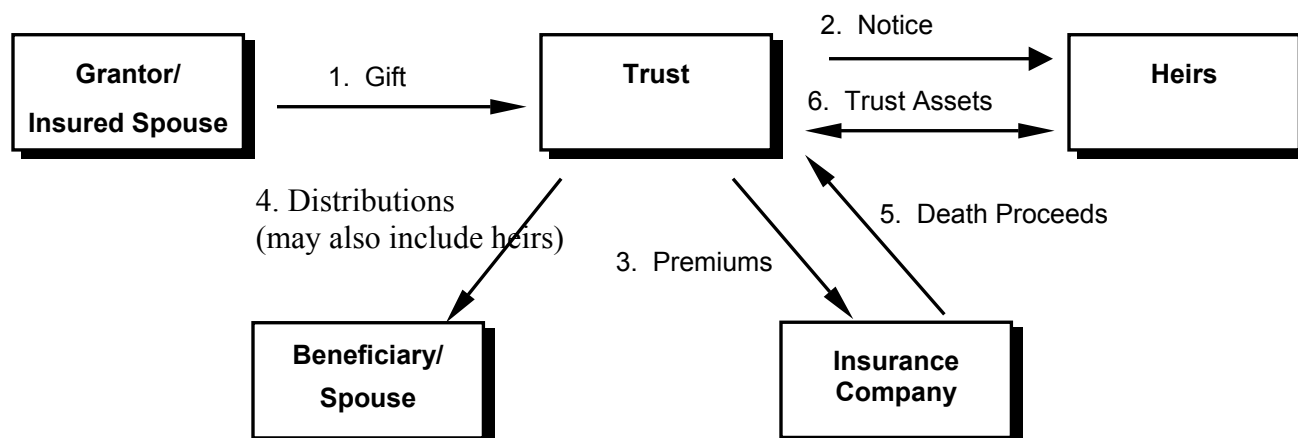 2. Notice
Grantor/
Insured Spouse
1. Gift
Trust
Heirs
6. Trust Assets
4. Distributions
(may also include heirs)
5. Death Proceeds
3. Premiums
Beneficiary/
Spouse
Insurance
Company